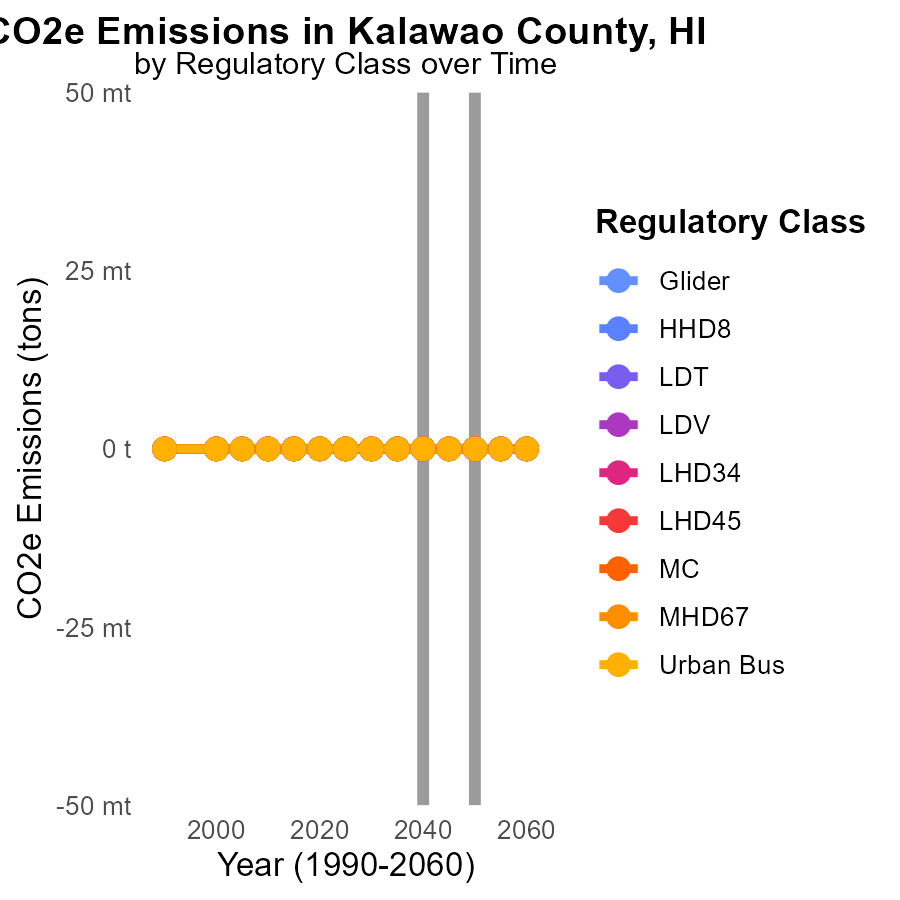 CO2e Emissions in Kalawao County, HI
by Regulatory Class over Time
50 mt
25 mt
0 t
-25 mt
-50 mt
CO2e Emissions (tons)
2000 2020 2040 2060
Year (1990-2060)
Regulatory Class
Glider
HHD8
LDT
LDV
LHD34
LHD45
MC
MHD67
Urban Bus